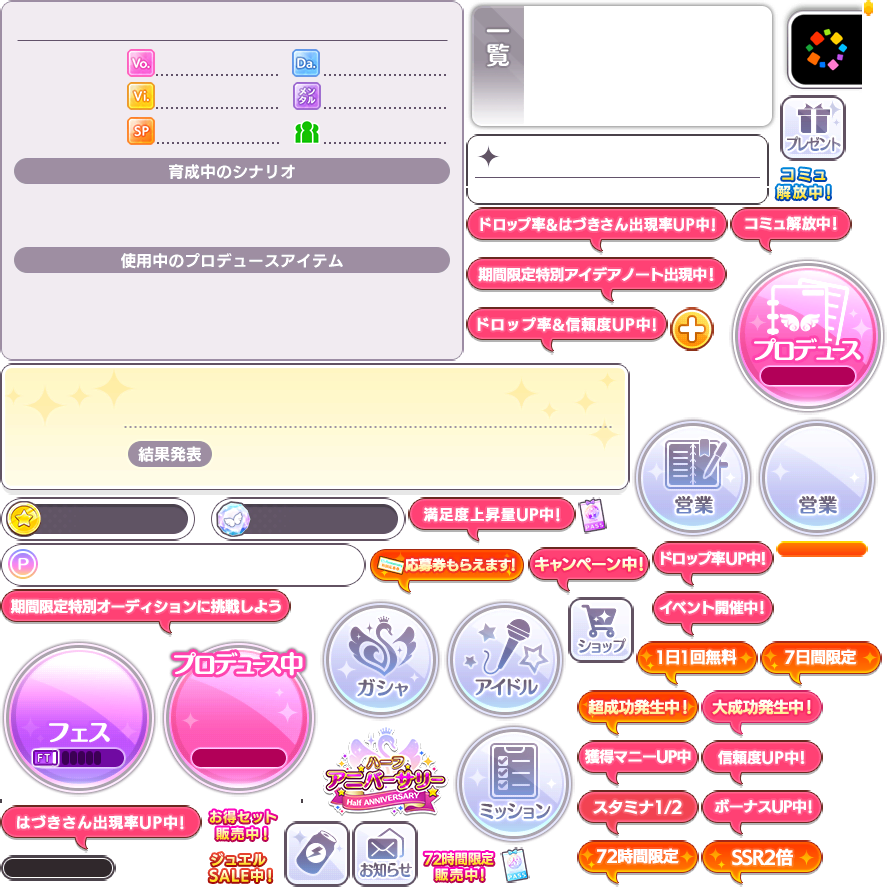 Vo.
Da.
Vi.
メンタル
SP
育成中のシナリオ
使用中のプロデュースアイテム
一覧
プレゼント
コミュ
解放中!
ドロップ率&はづきさん出現率UP中!
コミュ解放中!
期間限定特別アイデアノート出現中!
ドロップ率&信頼度UP中!
プロデュース
結果発表
営業
営業
満足度上昇量UP中!
PASS
P
応募券もらえます!
キャンペーン中!
ドロップ率UP中!
期間限定特別オーディションに挑戦しよう
イベント開催中!
ショップ
ガシャ
アイドル
1日1回無料
7日間限定
プロデュース中
フェス
FT
超成功発生中!
大成功発生中!
ハーフ
アニバーサリー
Half ANNIVERSARY
ミッション
獲得マニーUP中
信頼度UP中!
はづきさん出現率UP中!
お得セット
販売中!
スタミナ1/2
ボーナスUP中!
ジュエル
SALE中!
お知らせ
72時間限定
販売中!
PASS
72時間限定
SSR2倍